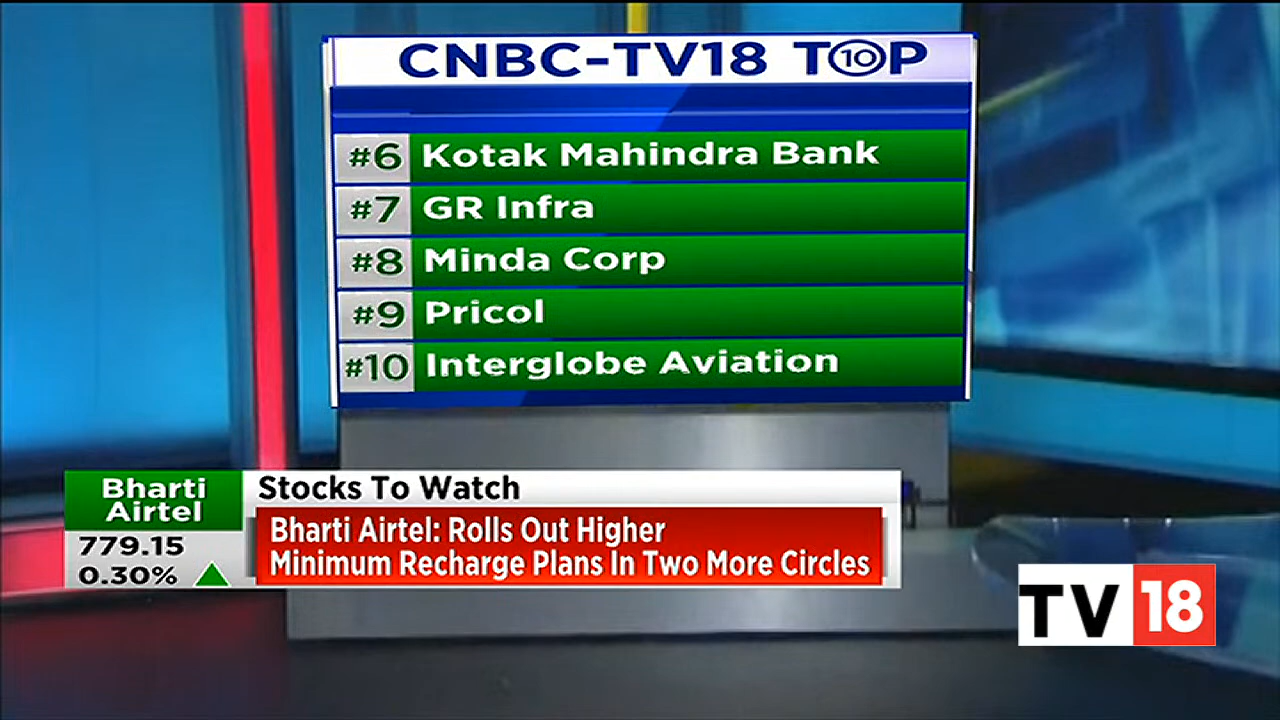 CNBC-TV18 TOP 10
#6 Kotak Mahindra Bank
#7 GR Infra
#8 Minda Corp
#9 Pricol
#10 Interglobe Aviation
Bharti
Airtel
779.15
0.30%
Stocks To Watch
Bharti Airtel: Rolls Out Higher
Minimum Recharge Plans In Two More Circles
TV18